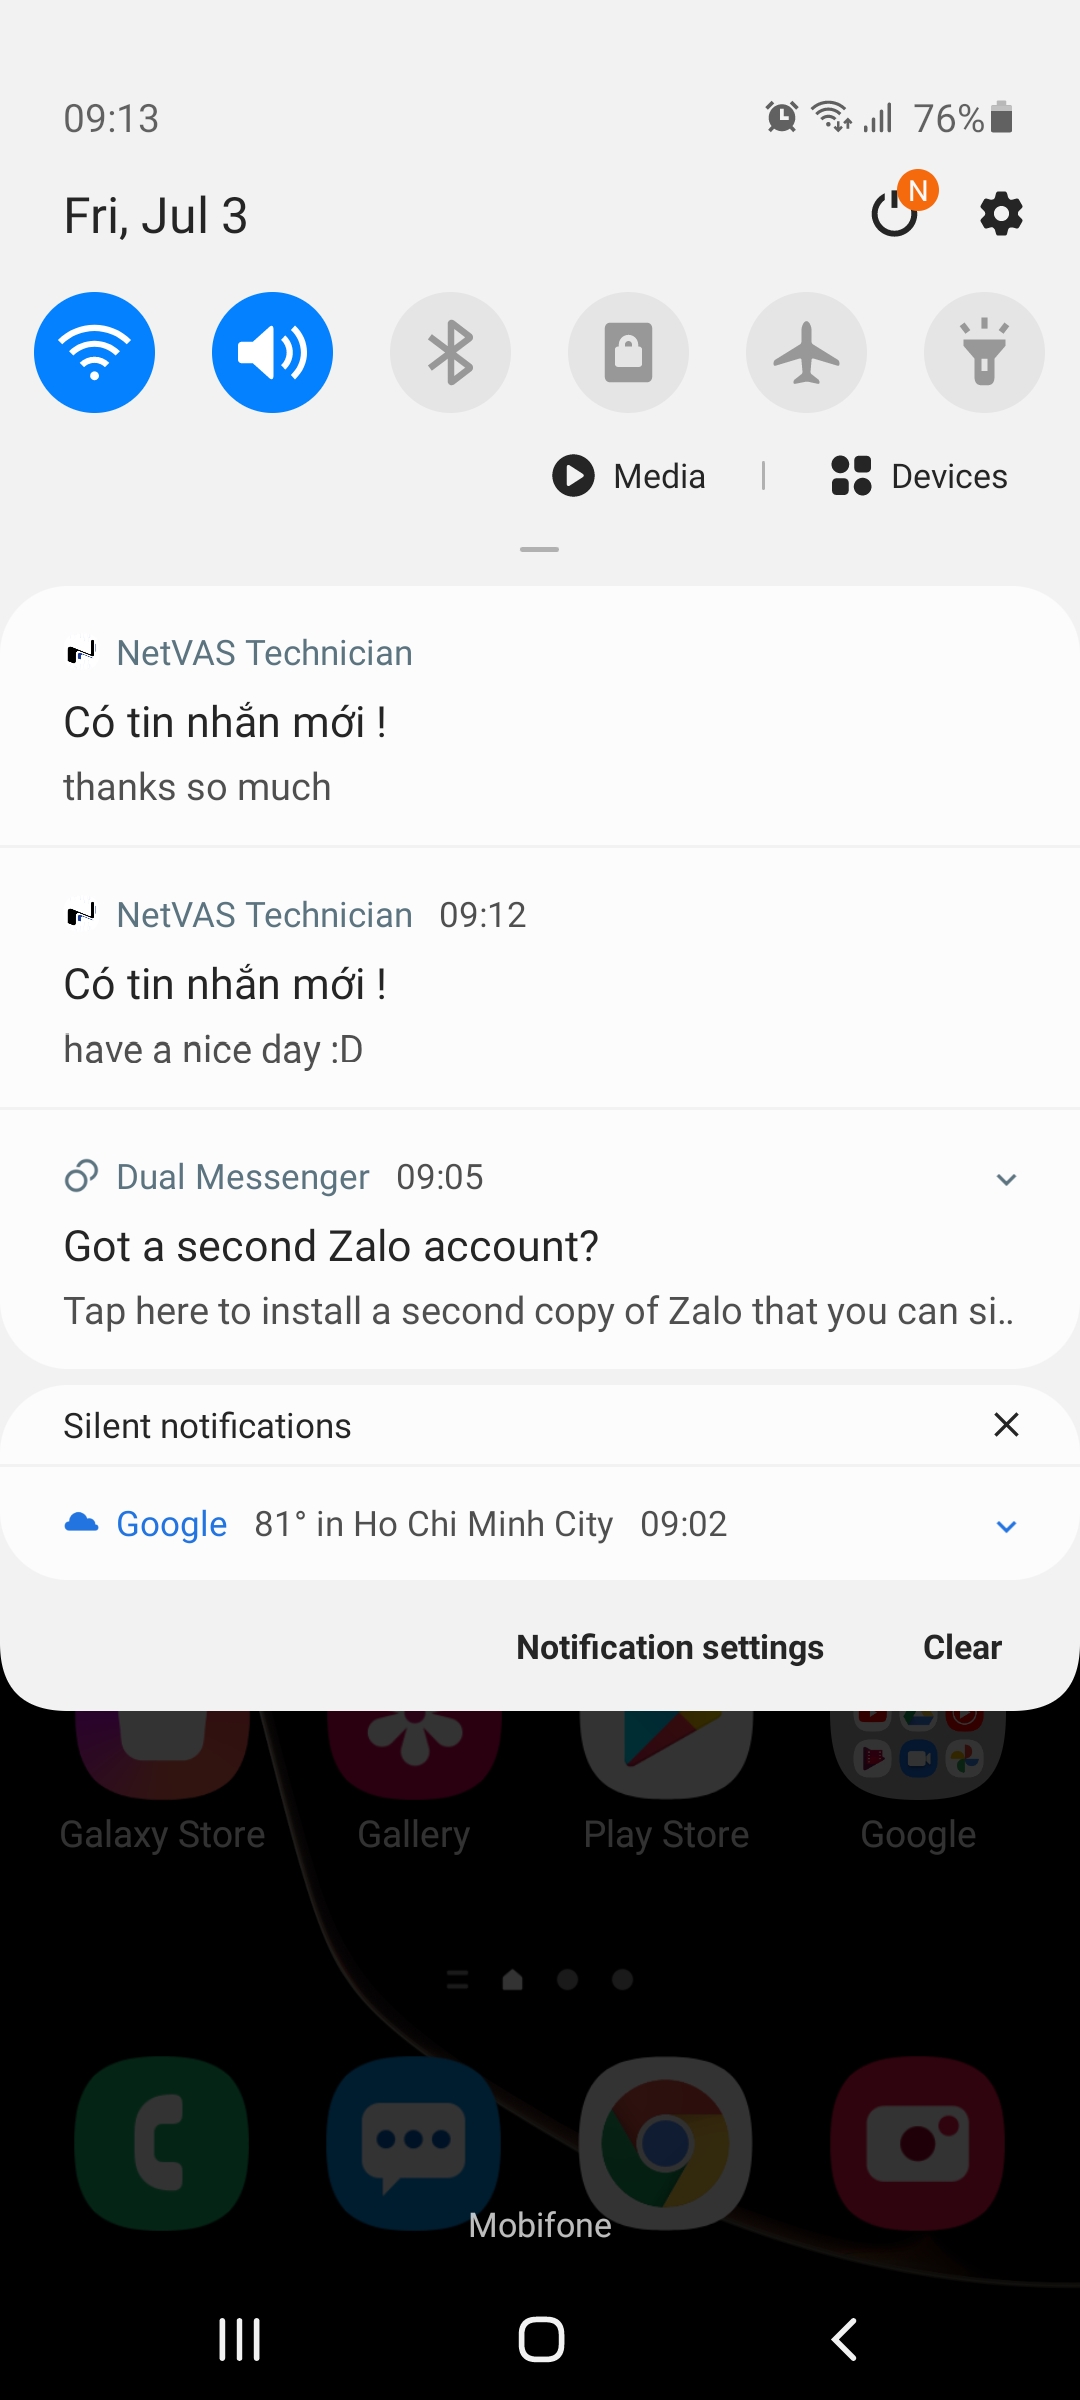 09:13
76%
Fri, Jul 3
N
Media
Devices
NetVAS Technician
Có tin nhắn mới !
thanks so much
NetVAS Technician 09:12
Có tin nhắn mới !
have a nice day :D
Dual Messenger 09:05
Got a second Zalo account?
Tap here to install a second copy of Zalo that you can si..
Silent notifications
Google 81° in Ho Chi Minh City 09:02
Notification settings
Clear
Galaxy Store
Gallery
Play Store
Google
Mobifone